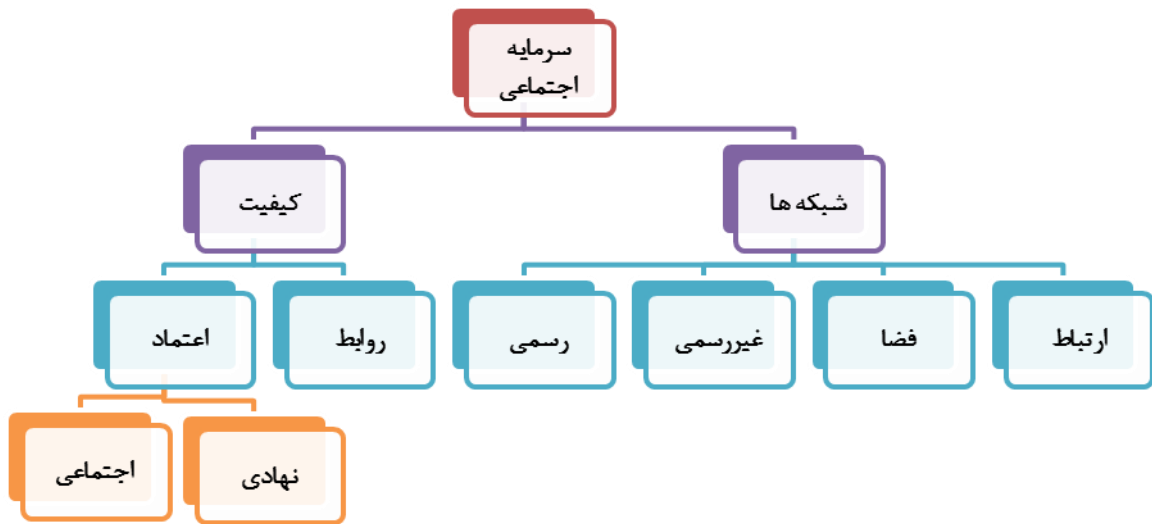 سرمایه
اجتماعی
شبکه ها
کیفیت
ارتباط
فضا
غیررسمی
رسمی
روابط
اعتماد
نهادی
اجتماعی